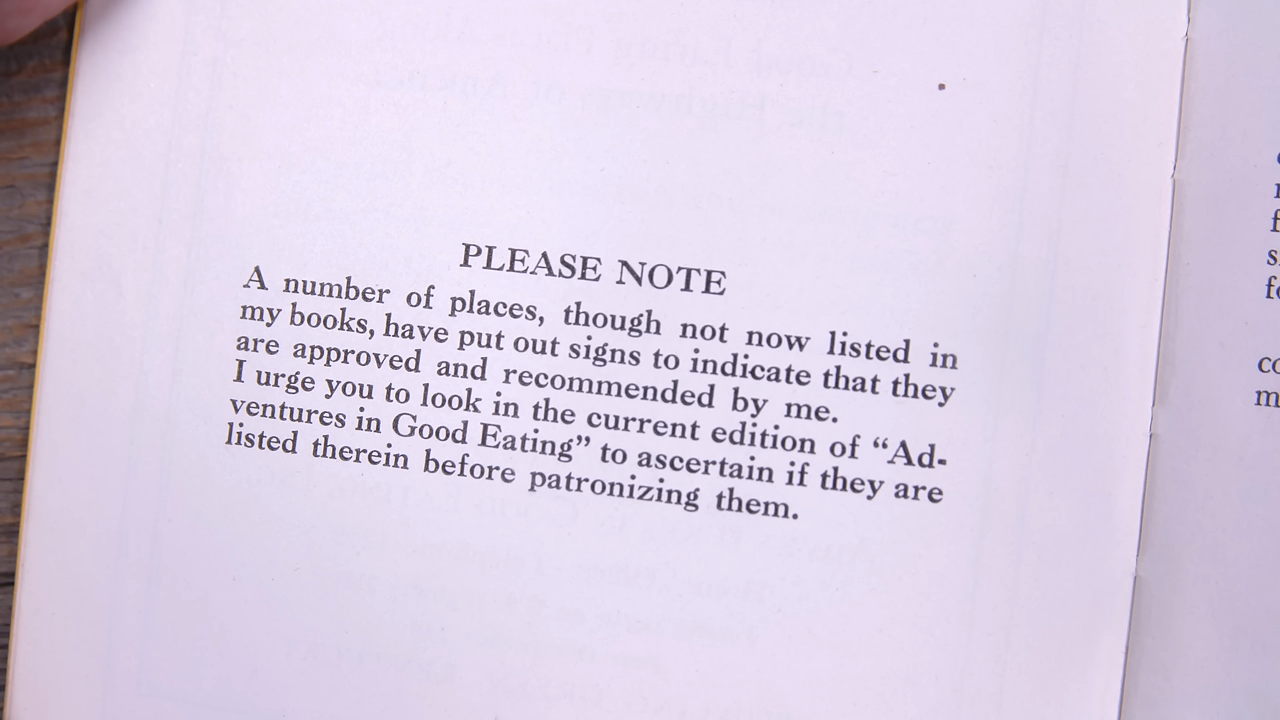 PLEASE NOTE
A number of places, though not now listed in
my books, have put out signs to indicate that they
are approved and recommended by me.
I urge you to look in the current edition of “Ad-
ventures in Good Eating” to ascertain if they are
listed therein before patronizing them.